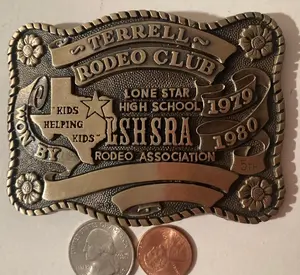 TERRELL
RODEO CLUB
LONE STAR
HIGH SCHOOL
1979
1980
"KIDS
HELPING
KIDS"
LSHSRA
WON BY
RODEO ASSOCIATION